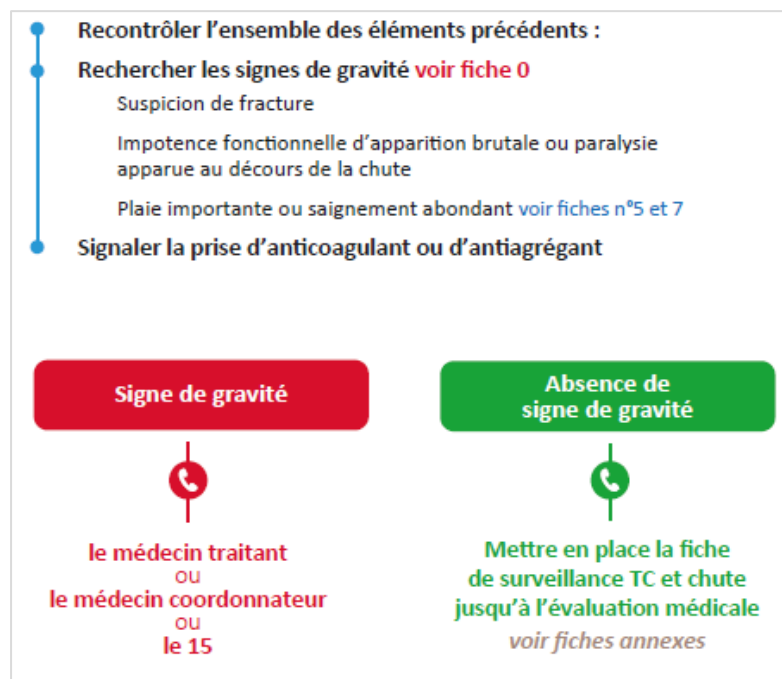 Recontrôler l’ensemble des éléments précédents :
Rechercher les signes de gravité voir fiche 0
Suspicion de fracture
Impotence fonctionnelle d’apparition brutale ou paralysie
apparue au décours de la chute
Plaie importante ou saignement abondant voir fiches n°5 et 7
Signaler la prise d’anticoagulant ou d’antiagrégant
Signe de gravité
le médecin traitant
ou
le médecin coordonnateur
ou
le 15
Absence de
signe de gravité
Mettre en place la fiche
de surveillance TC et chute
jusqu’à l’évaluation médicale
voir fiches annexes